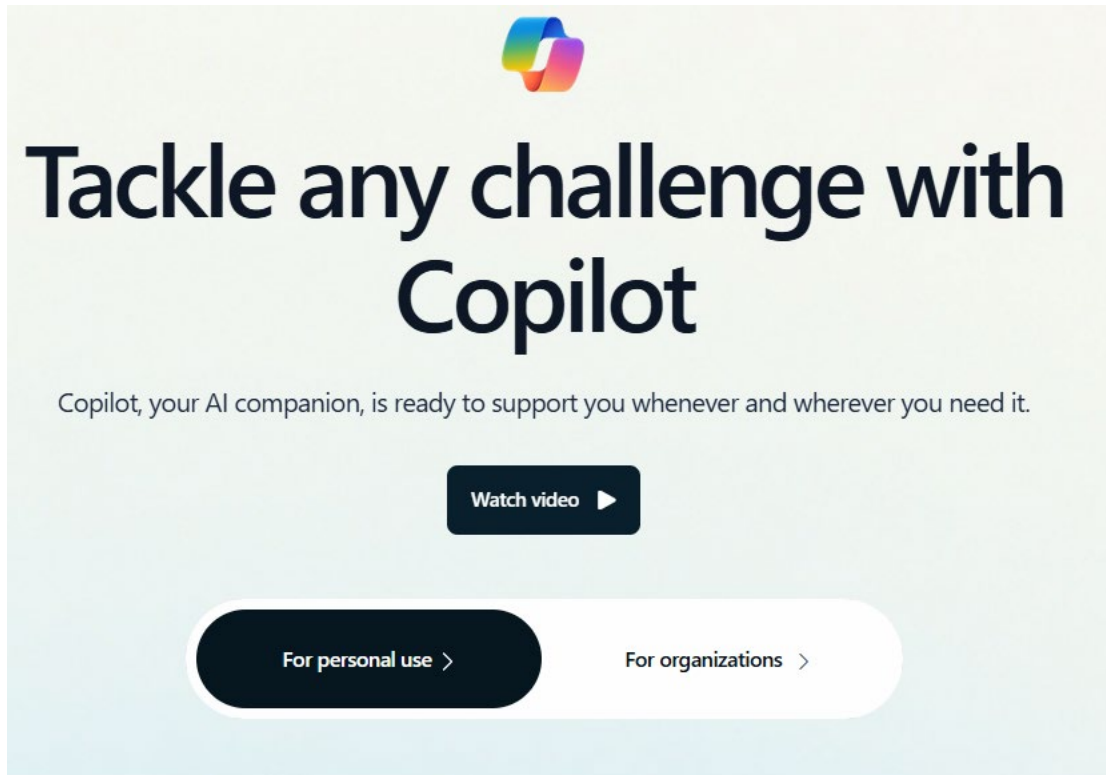 Tackle any challenge with
Copilot
Copilot, your AI companion, is ready to support you whenever and wherever you need it.
Watch video
For personal use
For organizations